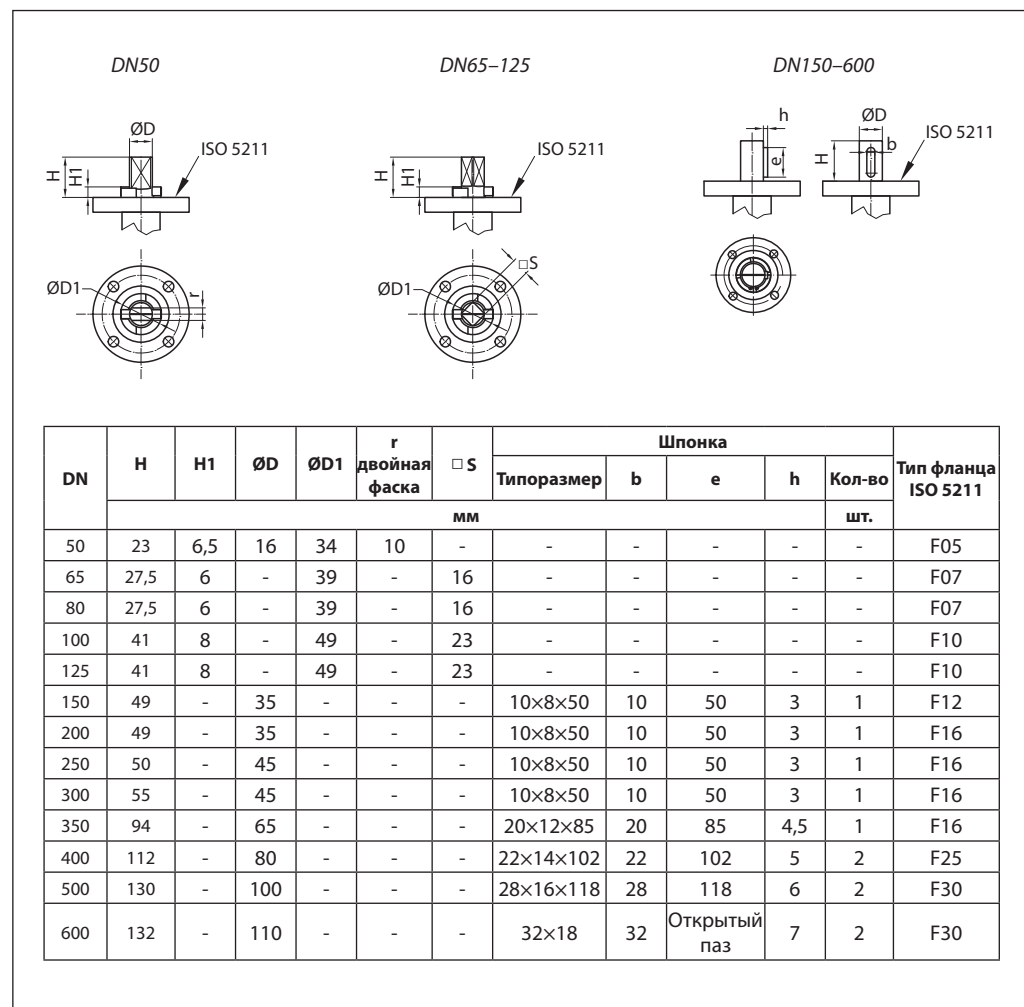 DN50
DN65–125
DN150–600
ØD
ISO 5211
H
H1
ØD1
r
ISO 5211
H
H1
□S
ØD1
h
ØD
ISO 5211
H
b
e
DN H H1 ØD ØD1 r двойная фаска □ S Шпонка Тип фланца ISO 5211
Типоразмер b e h Кол-во
мм шт.
50 23 6,5 16 34 10 - - - - - - F05
65 27,5 6 - 39 - 16 - - - - - F07
80 27,5 6 - 39 - 16 - - - - - F07
100 41 8 - 49 - 23 - - - - - F10
125 41 8 - 49 - 23 - - - - - F10
150 49 - 35 - - - 10×8×50 10 50 3 1 F12
200 49 - 35 - - - 10×8×50 10 50 3 1 F16
250 50 - 45 - - - 10×8×50 10 50 3 1 F16
300 55 - 45 - - - 10×8×50 10 50 3 1 F16
350 94 - 65 - - - 20×12×85 20 85 4,5 1 F16
400 112 - 80 - - - 22×14×102 22 102 5 2 F25
500 130 - 100 - - - 28×16×118 28 118 6 2 F30
600 132 - 110 - - - 32×18 32 Открытый паз 7 2 F30